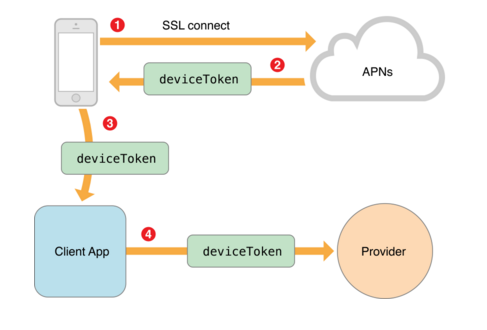 1
SSL connect
2
deviceToken
APNs
3
deviceToken
Client App
4
deviceToken
Provider